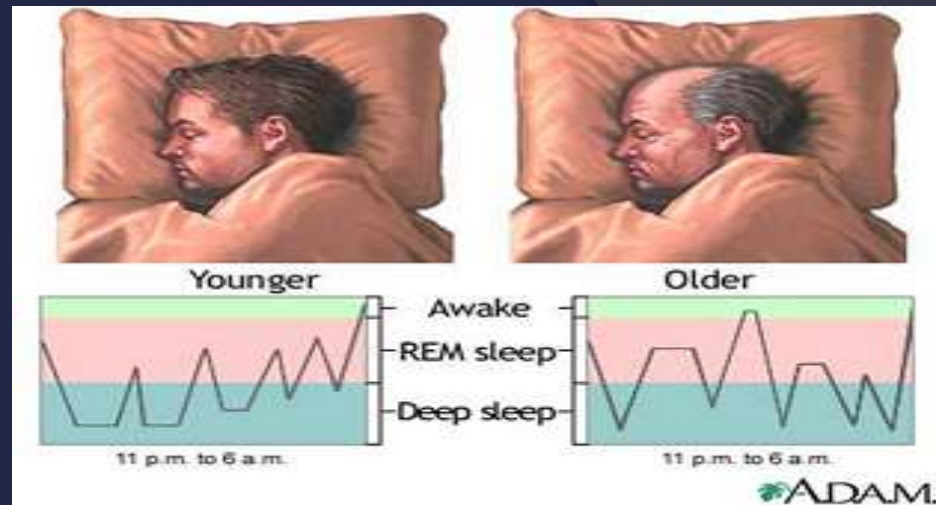 Younger
Older
Awake
REM sleep
Deep sleep
11 p.m. to 6 a.m.
11 p.m. to 6 a.m.
A.D.A.M.